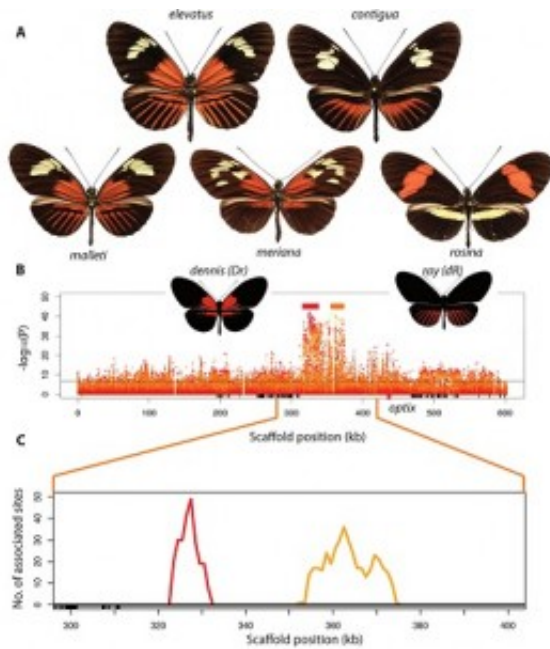 elevatus contigua
A
malleti meriana rosina
B dennis (Dr) ray (dR)
-log₁₀(P)
50
40
30
20
10
0
0 100 200 300 400 500 600
optix
Scaffold position (kb)
C
No. of associated sites
50
40
30
20
10
0
300 320 340 360 380 400
Scaffold position (kb)